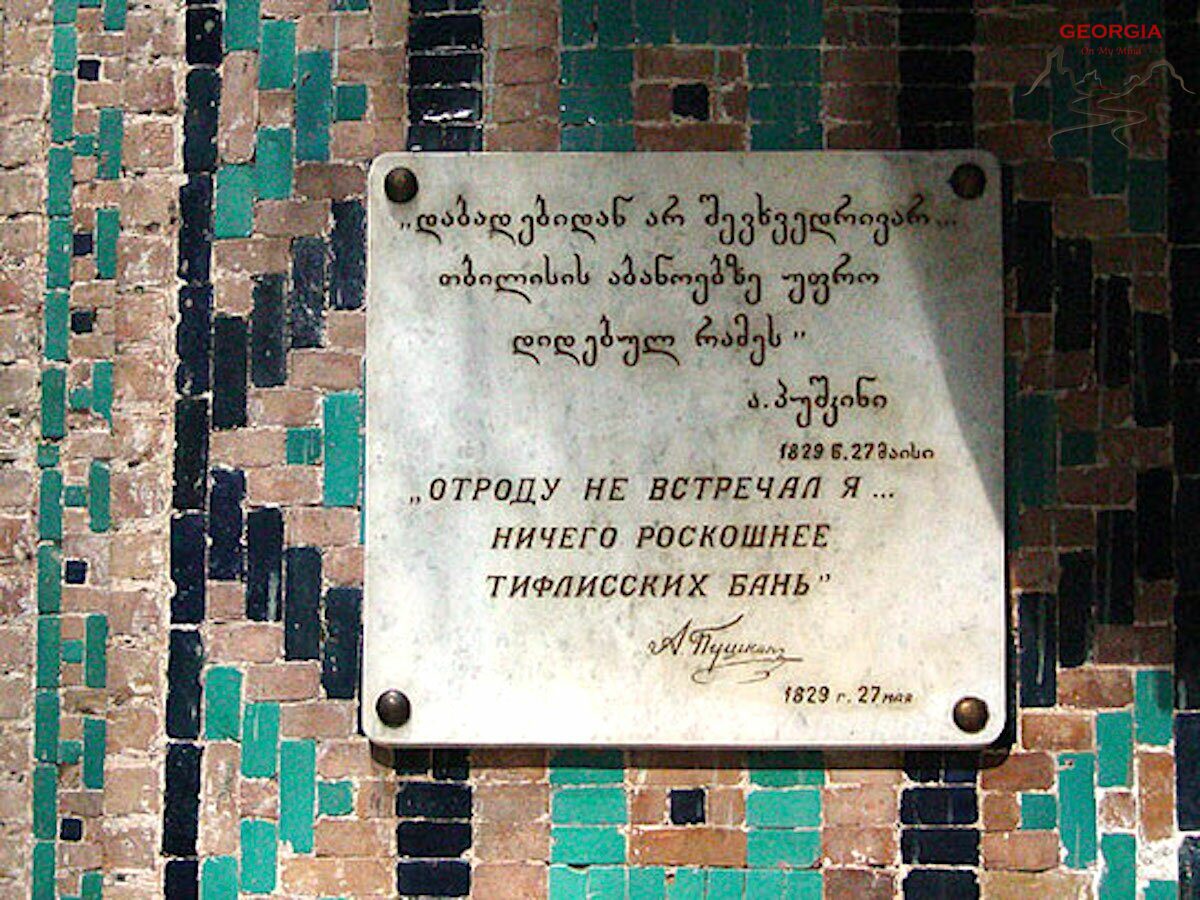 GEORGIA
On My Mind
„დაბადებიდან არ შევხვედრივარ...
თბილისის აბანოებზე უფრო
დიდებულ რამეს”
ა.პუშკინი
1829 წ.27 მაისი
„ОТРОДУ НЕ ВСТРЕЧАЛ Я...
НИЧЕГО РОСКОШНЕЕ
ТИФЛИССКИХ БАНЬ”
А.Пушкинъ
1829 г. 27 мая